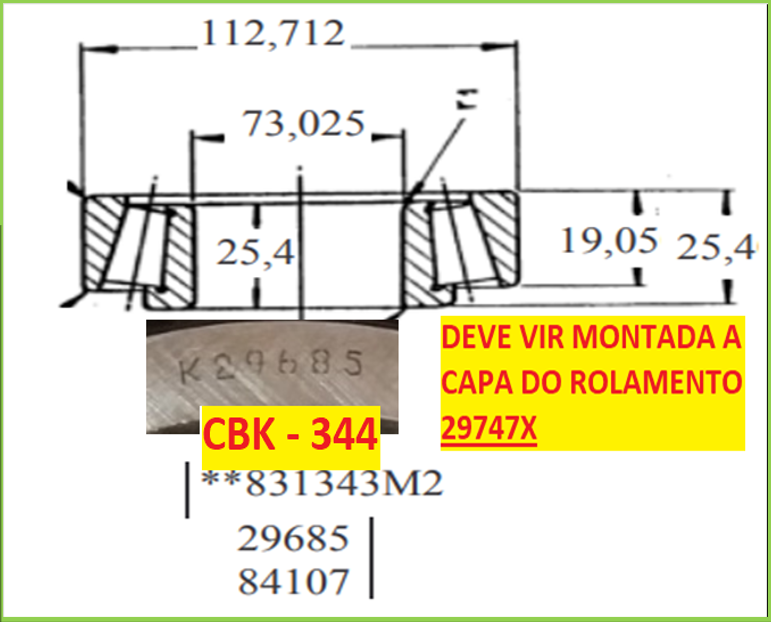 112,712
73,025
r1
25,4
19,05
25,4
K29685
DEVE VIR MONTADA A
CAPA DO ROLAMENTO
29747X
CBK - 344
**831343M2
29685
84107